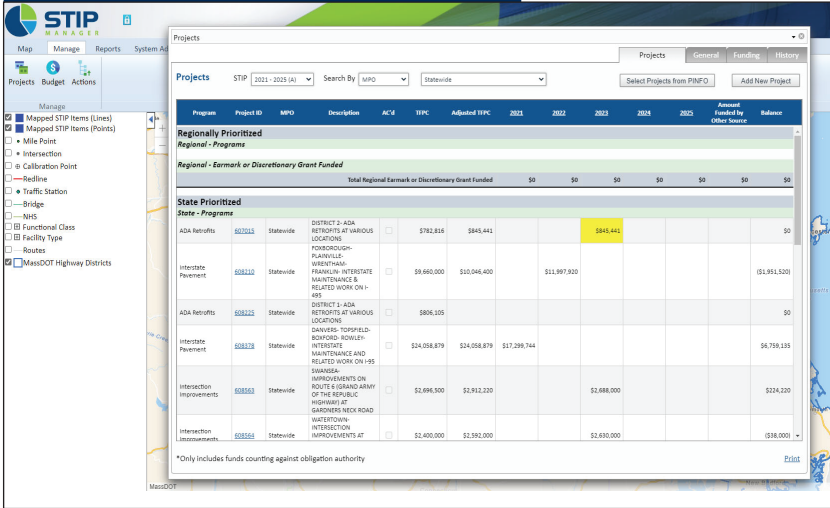 STIP
MANAGER
Map Manage Reports System Ad
Projects Budget Actions
Manage
Mapped STIP Items (Lines)
Mapped STIP Items (Points)
Mile Point
Intersection
Calibration Point
Redline
Traffic Station
Bridge
NHS
Functional Class
Facility Type
Routes
MassDOT Highway Districts
Projects
Projects General Funding History
Projects STIP 2021 - 2025 (A) Search By MPO Statewide Select Projects from PINFO Add New Project
Program Project ID MPO Description AC'd TFPC Adjusted TFPC 2021 2022 2023 2024 2025 Amount Funded by Other Source Balance
Regionally Prioritized
Regional - Programs
Regional - Earmark or Discretionary Grant Funded
Total Regional Earmark or Discretionary Grant Funded $0 $0 $0 $0 $0 $0
State Prioritized
State - Programs
ADA Retrofits 607015 Statewide DISTRICT 2- ADA RETROFITS AT VARIOUS LOCATIONS $782,816 $845,441 $845,441 $0
Interstate Pavement 608210 Statewide FOXBOROUGH- PLAINVILLE- WRENTHAM- FRANKLIN- INTERSTATE MAINTENANCE & RELATED WORK ON I-495 $9,660,000 $10,046,400 $11,997,920 ($1,951,520)
ADA Retrofits 608225 Statewide DISTRICT 1- ADA RETROFITS AT VARIOUS LOCATIONS $806,105 $0
Interstate Pavement 608378 Statewide DANVERS- TOPSFIELD- BOXFORD- ROWLEY- INTERSTATE MAINTENANCE AND RELATED WORK ON I-95 $24,058,879 $24,058,879 $17,299,744 $6,759,135
Intersection Improvements 608563 Statewide SWANSEA- IMPROVEMENTS ON ROUTE 6 (GRAND ARMY OF THE REPUBLIC HIGHWAY) AT GARDNERS NECK ROAD $2,696,500 $2,912,220 $2,688,000 $224,220
Intersection Improvements 608564 Statewide WATERTOWN- INTERSECTION IMPROVEMENTS AT $2,400,000 $2,592,000 $2,630,000 ($38,000)
*Only includes funds counting against obligation authority Print
MassDOT